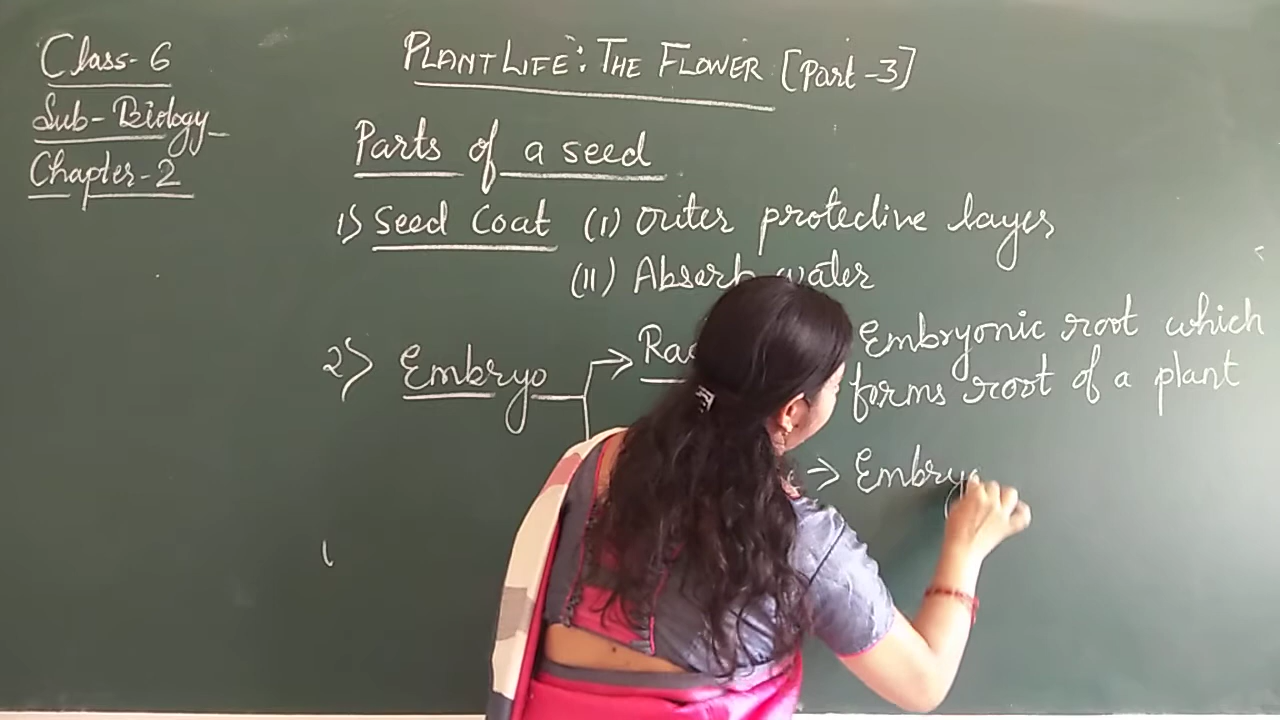 Class-6
Sub-Biology
Chapter-2
PLANT LIFE: THE FLOWER [Part-3]
Parts of a seed
1) Seed Coat (I) Outer protective layer
(II) Absorb water
2) Embryo → Embryonic root which
forms root of a plant
→ Embryo